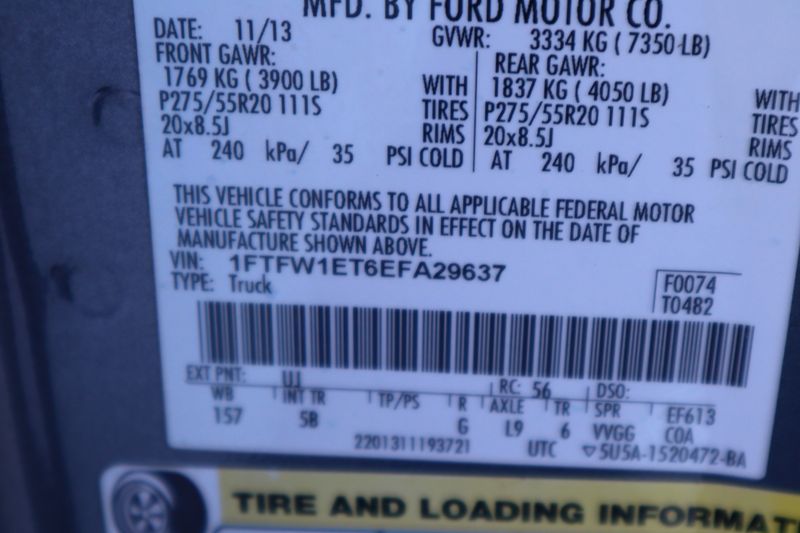 MFD. BY FORD MOTOR CO.
DATE: 11/13 GVWR: 3334 KG ( 7350 LB)
FRONT GAWR: REAR GAWR:
1769 KG ( 3900 LB) WITH 1837 KG ( 4050 LB) WITH
P275/55R20 111S TIRES P275/55R20 111S TIRES
20x8.5J RIMS 20x8.5J RIMS
AT 240 kPa/ 35 PSI COLD AT 240 kPa/ 35 PSI COLD
THIS VEHICLE CONFORMS TO ALL APPLICABLE FEDERAL MOTOR
VEHICLE SAFETY STANDARDS IN EFFECT ON THE DATE OF
MANUFACTURE SHOWN ABOVE.
VIN: 1FTFW1ET6EFA29637
TYPE: Truck
F0074
T0482
EXT PNT: UJ RC: 56 DSO:
WB INT TR TP/PS R AXLE TR SPR EF613
157 5B G L9 6 VVGG COA
2201311193721 UTC ▽5U5A-1520472-BA
TIRE AND LOADING INFORMAT